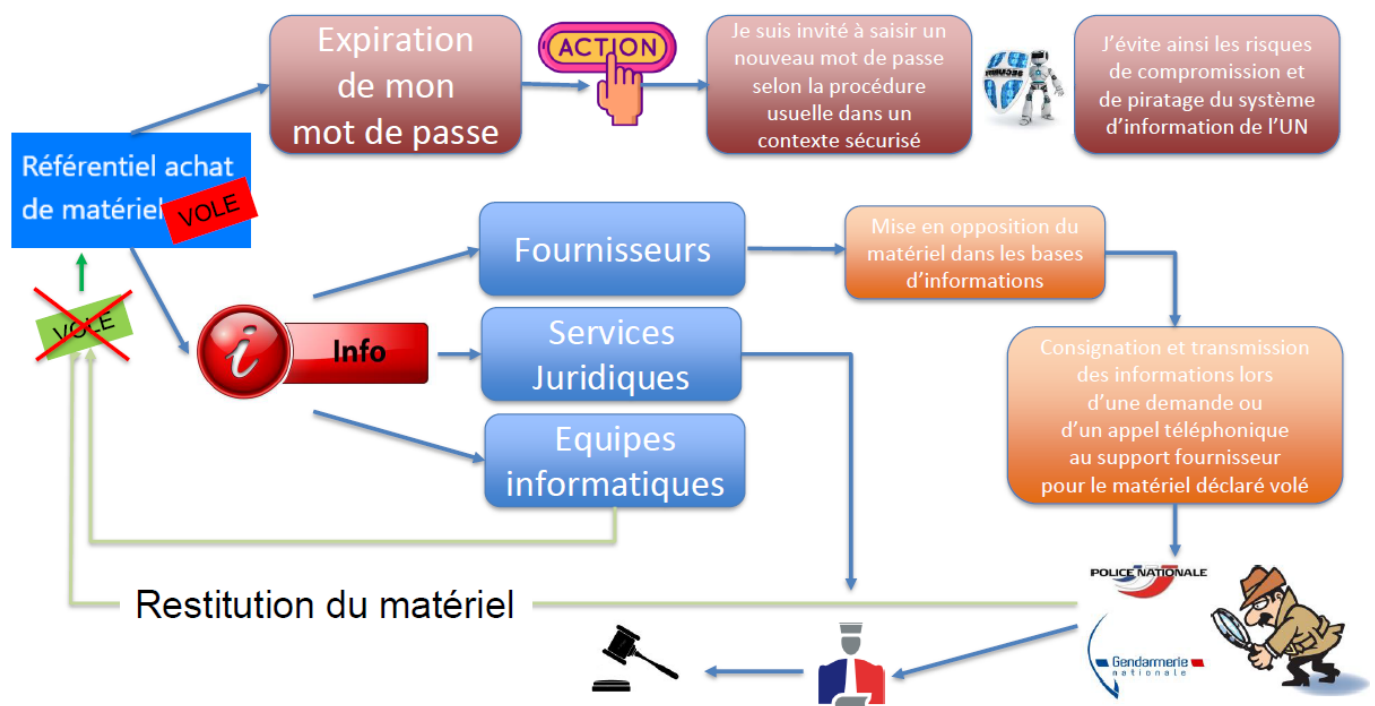 Expiration
de mon
mot de passe
ACTION
Je suis invité à saisir un
nouveau mot de passe
selon la procédure
usuelle dans un
contexte sécurisé
J’évite ainsi les risques
de compromission et
de piratage du système
d’information de l’UN
Référentiel achat
de matériel
VOLE
Fournisseurs
Mise en opposition du
matériel dans les bases
d’informations
VOLE
Info
Services
Juridiques
Consignation et transmission
des informations lors
d’une demande ou
d’un appel téléphonique
au support fournisseur
pour le matériel déclaré volé
Equipes
informatiques
POLICE NATIONALE
Restitution du matériel
Gendarmerie
nationale